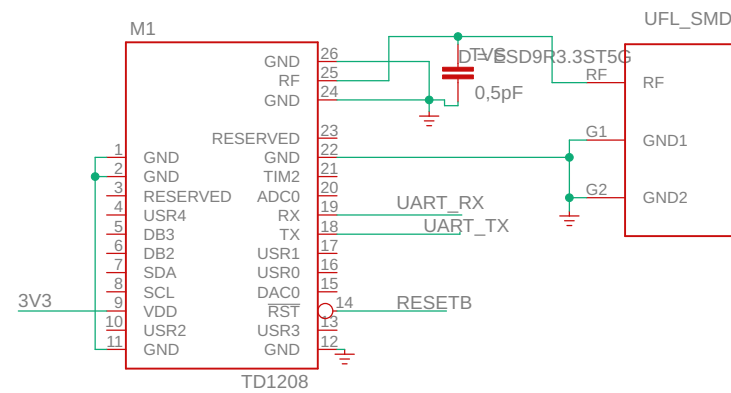 UFL_SMD
M1
TVS
D = ESD9R3.3ST5G
0,5pF
GND 26
RF 25
GND 24
RESERVED 23
GND 22
TIM2 21
ADC0 20
RX 19
TX 18
USR1 17
USR0 16
DAC0 15
RST 14
USR3 13
GND 12
1 GND
2 GND
3 RESERVED
4 USR4
5 DB3
6 DB2
7 SDA
8 SCL
9 VDD
10 USR2
11 GND
3V3
UART_RX
UART_TX
RESETB
TD1208
RF RF
G1 GND1
G2 GND2